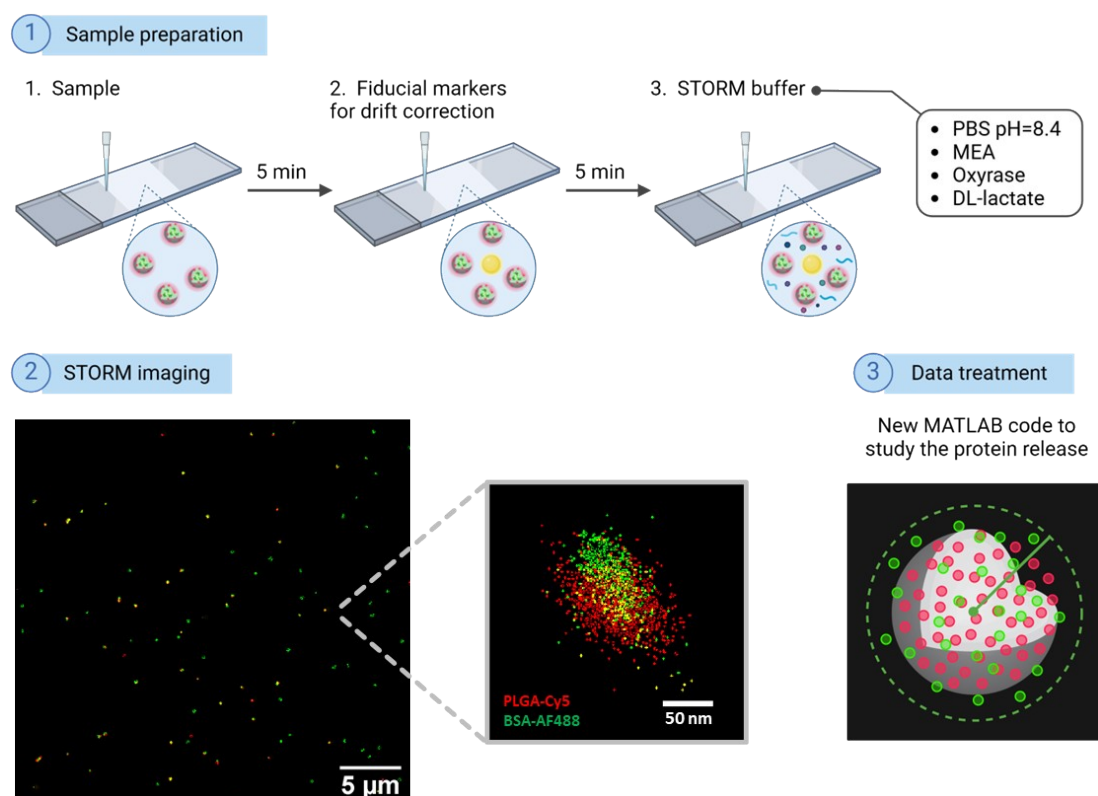 1 Sample preparation
1. Sample
2. Fiducial markers
for drift correction
3. STORM buffer
5 min
5 min
• PBS pH=8.4
• MEA
• Oxyrase
• DL-lactate
2 STORM imaging
5 µm
PLGA-Cy5
BSA-AF488
50 nm
3 Data treatment
New MATLAB code to
study the protein release